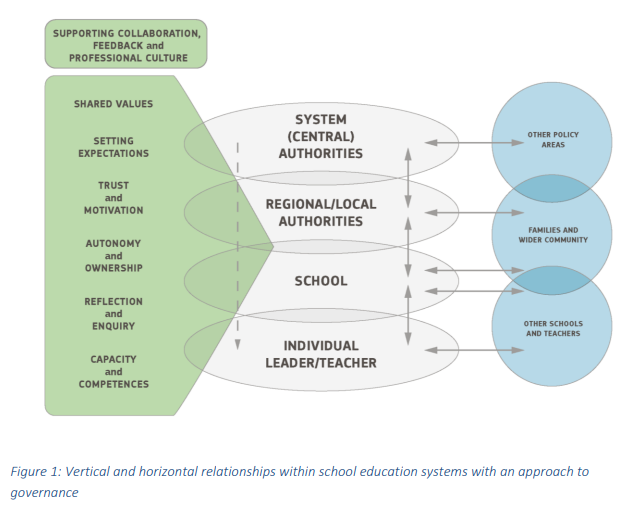 SUPPORTING COLLABORATION,
FEEDBACK and
PROFESSIONAL CULTURE
SHARED VALUES
SETTING
EXPECTATIONS
TRUST
and
MOTIVATION
AUTONOMY
and
OWNERSHIP
REFLECTION
and
ENQUIRY
CAPACITY
and
COMPETENCES
SYSTEM
(CENTRAL)
AUTHORITIES
REGIONAL/LOCAL
AUTHORITIES
SCHOOL
INDIVIDUAL
LEADER/TEACHER
OTHER POLICY
AREAS
FAMILIES AND
WIDER COMMUNITY
OTHER SCHOOLS
AND TEACHERS
Figure 1: Vertical and horizontal relationships within school education systems with an approach to
governance